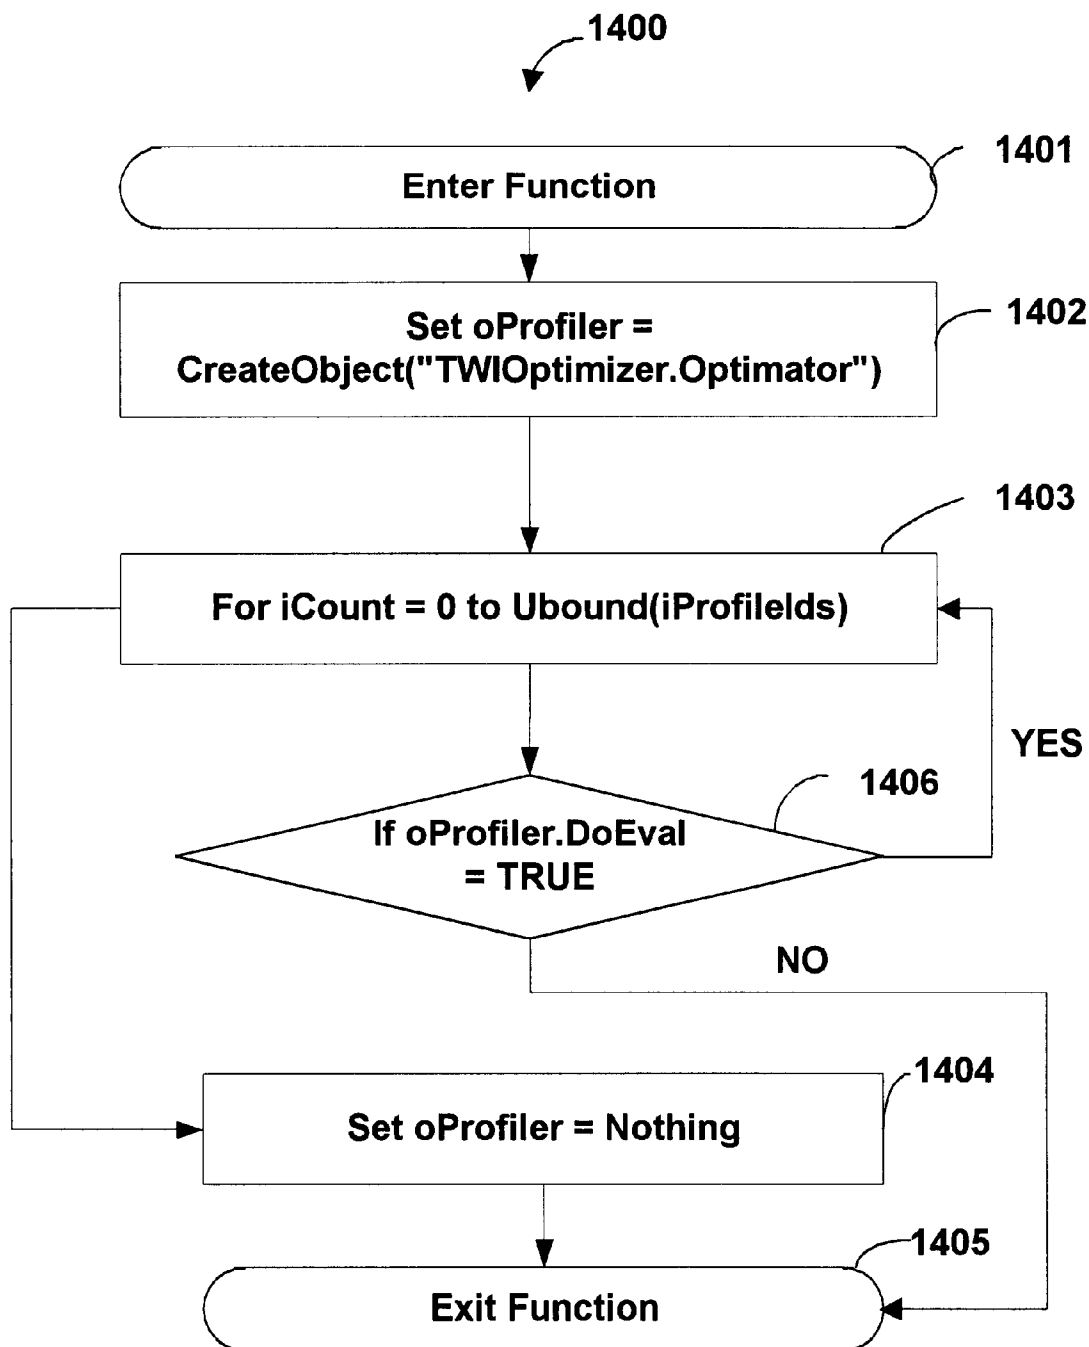 1400
1401
Enter Function
1402
Set oProfiler =
CreateObject("TWIOptimizer.Optimator")
1403
For iCount = 0 to Ubound(iProfileIds)
YES
1406
If oProfiler.DoEval
= TRUE
NO
1404
Set oProfiler = Nothing
1405
Exit Function